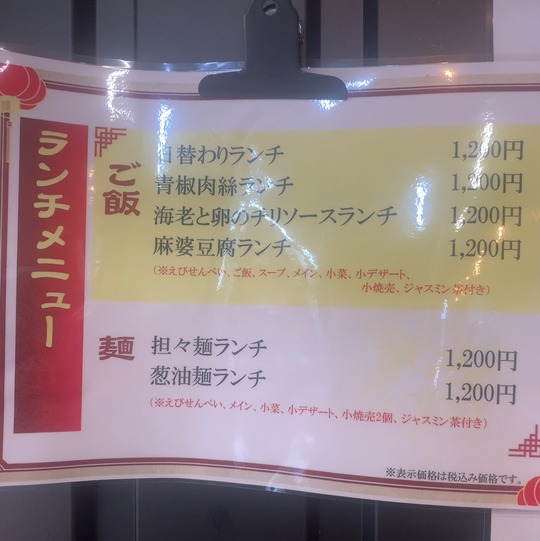 ランチメニュー
ご飯
日替わりランチ 1,200円
青椒肉絲ランチ 1,200円
海老と卵のチリソースランチ 1,200円
麻婆豆腐ランチ 1,200円
(※えびせんべい、ご飯、スープ、メイン、小菜、小デザート、
小焼売、ジャスミン茶付き)
麺
担々麺ランチ 1,200円
葱油麺ランチ 1,200円
(※えびせんべい、メイン、小菜、小デザート、小焼売2個、ジャスミン茶付き)
※表示価格は税込み価格です。